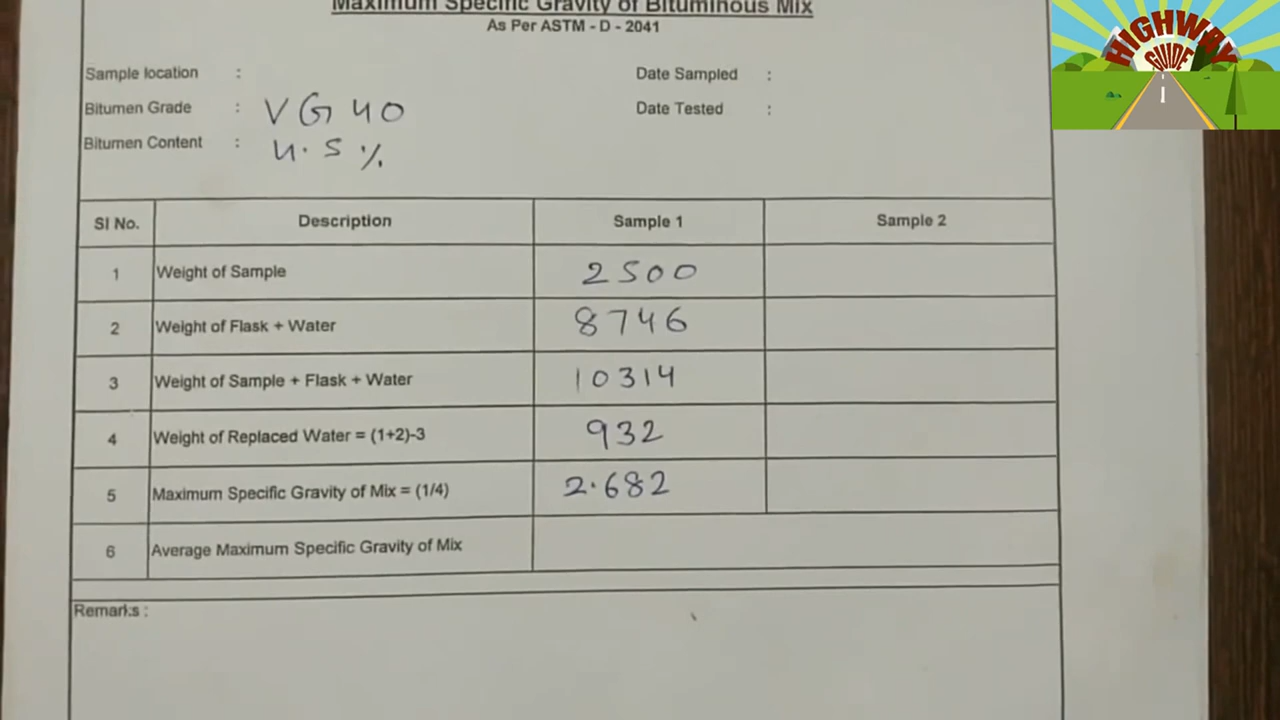 Maximum Specific Gravity of Bituminous Mix
As Per ASTM - D - 2041
HIGHWAY GUIDE
Sample location : Date Sampled :
Bitumen Grade : VG 40 Date Tested :
Bitumen Content : 4.5 %
SI No. Description Sample 1 Sample 2
1 Weight of Sample 2500
2 Weight of Flask + Water 8746
3 Weight of Sample + Flask + Water 10314
4 Weight of Replaced Water = (1+2)-3 932
5 Maximum Specific Gravity of Mix = (1/4) 2.682
6 Average Maximum Specific Gravity of Mix
Remarks :